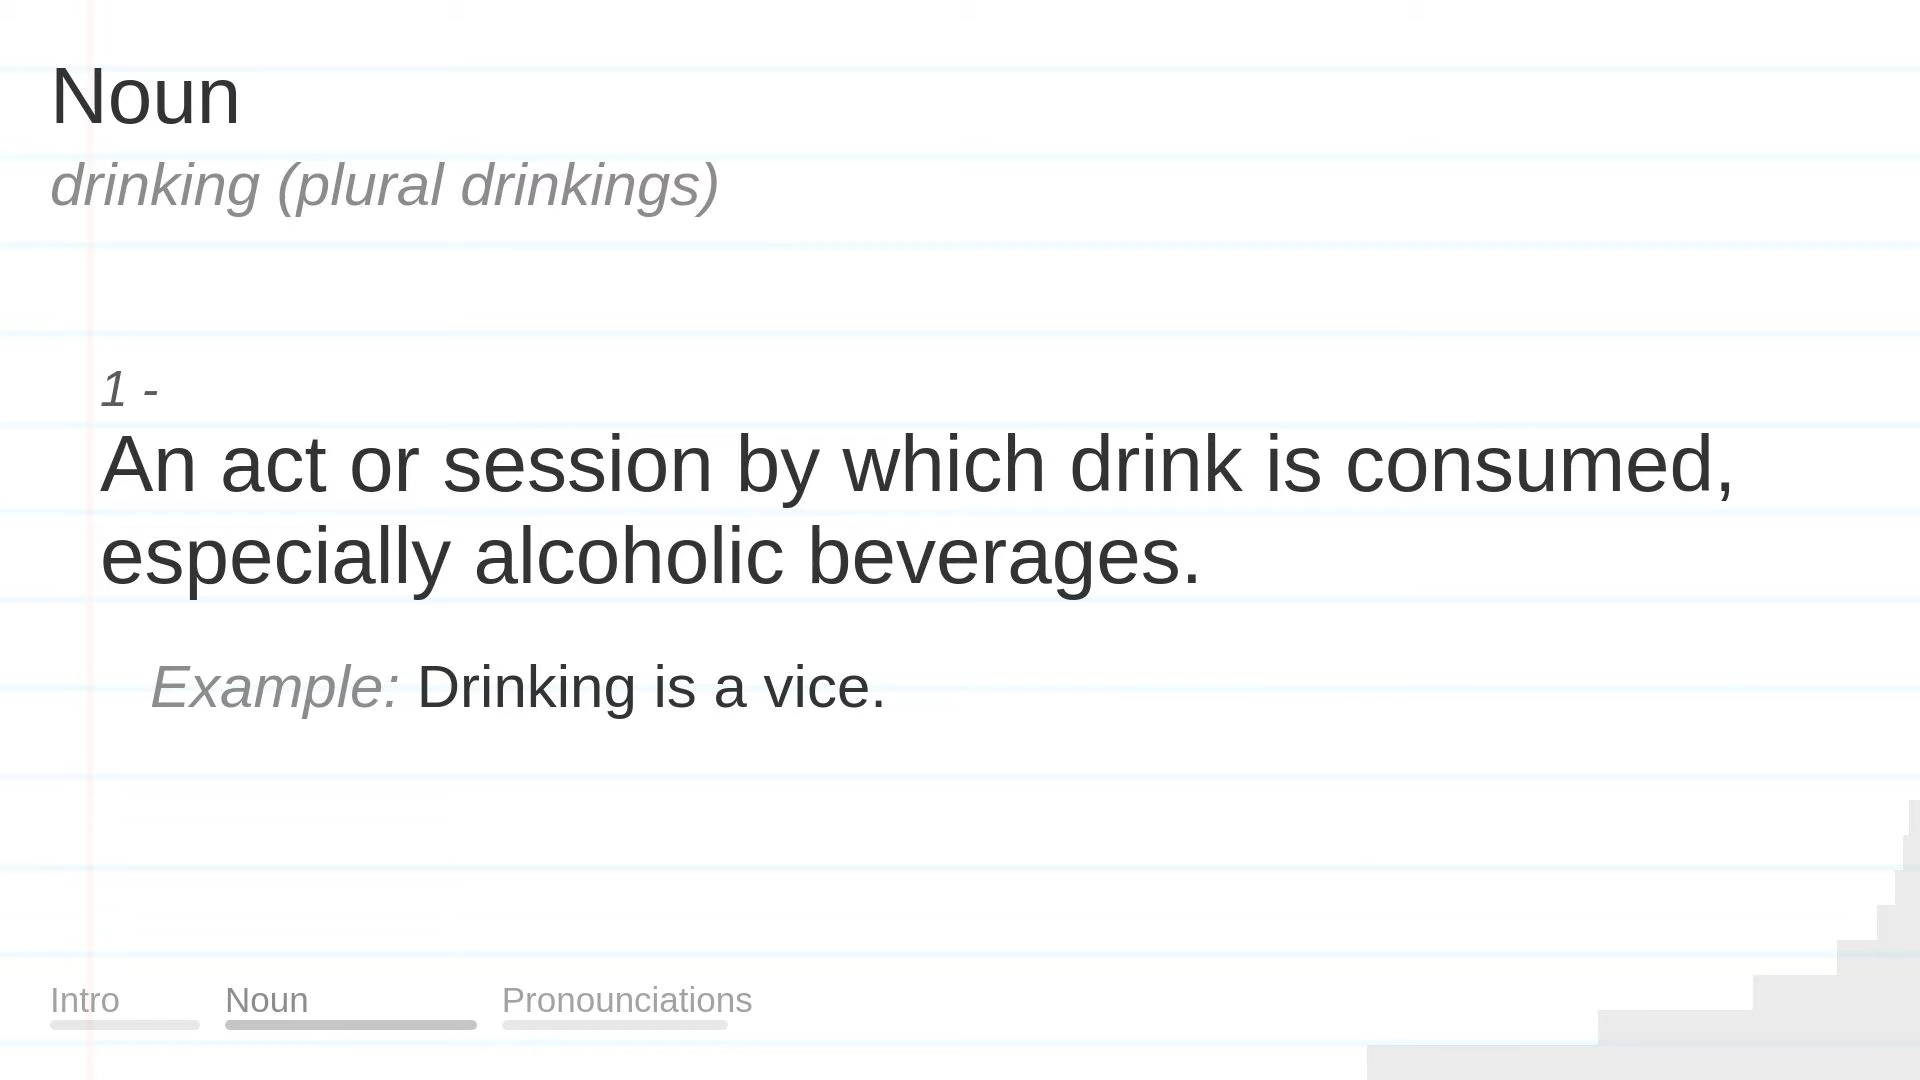 Noun
drinking (plural drinkings)
1 -
An act or session by which drink is consumed,
especially alcoholic beverages.
Example: Drinking is a vice.
Intro
Noun
Pronounciations